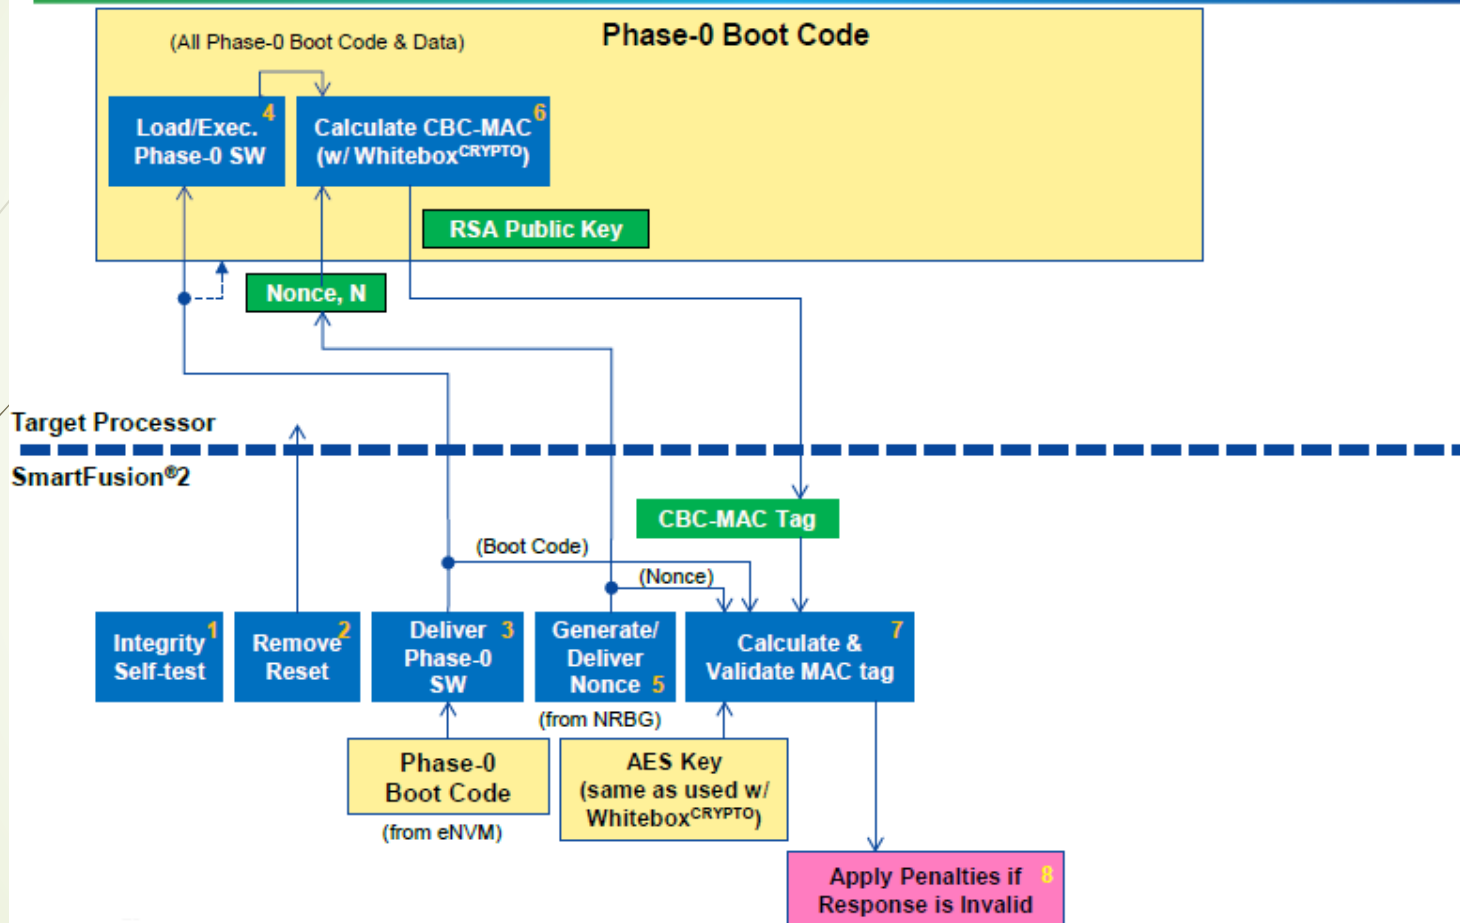 Phase-0 Boot Code
(All Phase-0 Boot Code & Data)
Load/Exec. 4
Phase-0 SW
Calculate CBC-MAC 6
(w/ WhiteboxCRYPTO)
RSA Public Key
Nonce, N
Target Processor
SmartFusion®2
CBC-MAC Tag
(Boot Code)
(Nonce)
Integrity 1
Self-test
Remove 2
Reset
Deliver 3
Phase-0
SW
Generate/
Deliver
Nonce 5
(from NRBG)
Calculate & 7
Validate MAC tag
Phase-0
Boot Code
(from eNVM)
AES Key
(same as used w/
WhiteboxCRYPTO)
Apply Penalties if 8
Response is Invalid